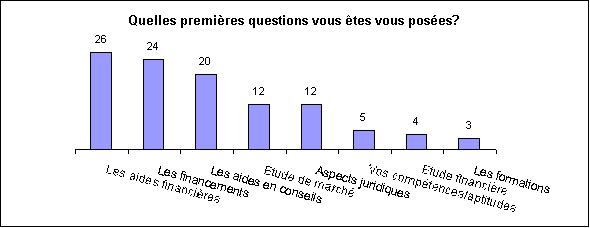 Quelles premières questions vous êtes vous posées?
26
24
20
12
12
5
4
3
Les aides financières
Les financements
Les aides en conseils
Etude de marché
Aspects juridiques
Vos compétences/aptitudes
Etude financière
Les formations